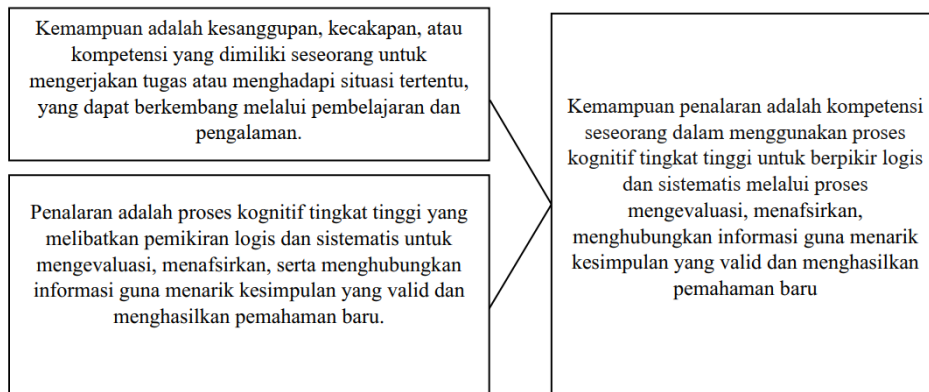 Kemampuan adalah kesanggupan, kecakapan, atau
kompetensi yang dimiliki seseorang untuk
mengerjakan tugas atau menghadapi situasi tertentu,
yang dapat berkembang melalui pembelajaran dan
pengalaman.
Penalaran adalah proses kognitif tingkat tinggi yang
melibatkan pemikiran logis dan sistematis untuk
mengevaluasi, menafsirkan, serta menghubungkan
informasi guna menarik kesimpulan yang valid dan
menghasilkan pemahaman baru.
Kemampuan penalaran adalah kompetensi
seseorang dalam menggunakan proses
kognitif tingkat tinggi untuk berpikir logis
dan sistematis melalui proses
mengevaluasi, menafsirkan,
menghubungkan informasi guna menarik
kesimpulan yang valid dan menghasilkan
pemahaman baru